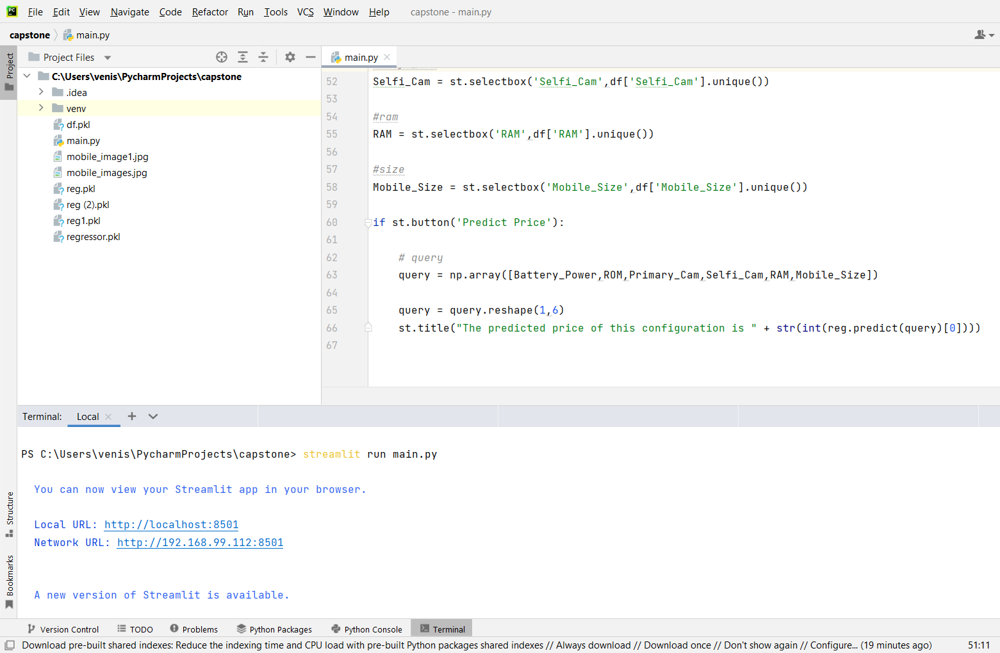 PC File Edit View Navigate Code Refactor Run Tools VCS Window Help capstone - main.py
capstone main.py
Project
Project Files
main.py
C:\Users\venis\PycharmProjects\capstone
.idea
venv
df.pkl
main.py
mobile_image1.jpg
mobile_images.jpg
reg.pkl
reg (2).pkl
reg1.pkl
regressor.pkl
52 Selfi_Cam = st.selectbox('Selfi_Cam',df['Selfi_Cam'].unique())
53
54 #ram
55 RAM = st.selectbox('RAM',df['RAM'].unique())
56
57 #size
58 Mobile_Size = st.selectbox('Mobile_Size',df['Mobile_Size'].unique())
59
60 if st.button('Predict Price'):
61
62 # query
63 query = np.array([Battery_Power,ROM,Primary_Cam,Selfi_Cam,RAM,Mobile_Size])
64
65 query = query.reshape(1,6)
66 st.title("The predicted price of this configuration is " + str(int(reg.predict(query)[0])))
67
Terminal: Local
PS C:\Users\venis\PycharmProjects\capstone> streamlit run main.py
You can now view your Streamlit app in your browser.
Local URL: http://localhost:8501
Network URL: http://192.168.99.112:8501
A new version of Streamlit is available.
Structure
Bookmarks
Version Control TODO Problems Python Packages Python Console Terminal
Download pre-built shared indexes: Reduce the indexing time and CPU load with pre-built Python packages shared indexes // Always download // Download once // Don't show again // Configure... (19 minutes ago) 51:11